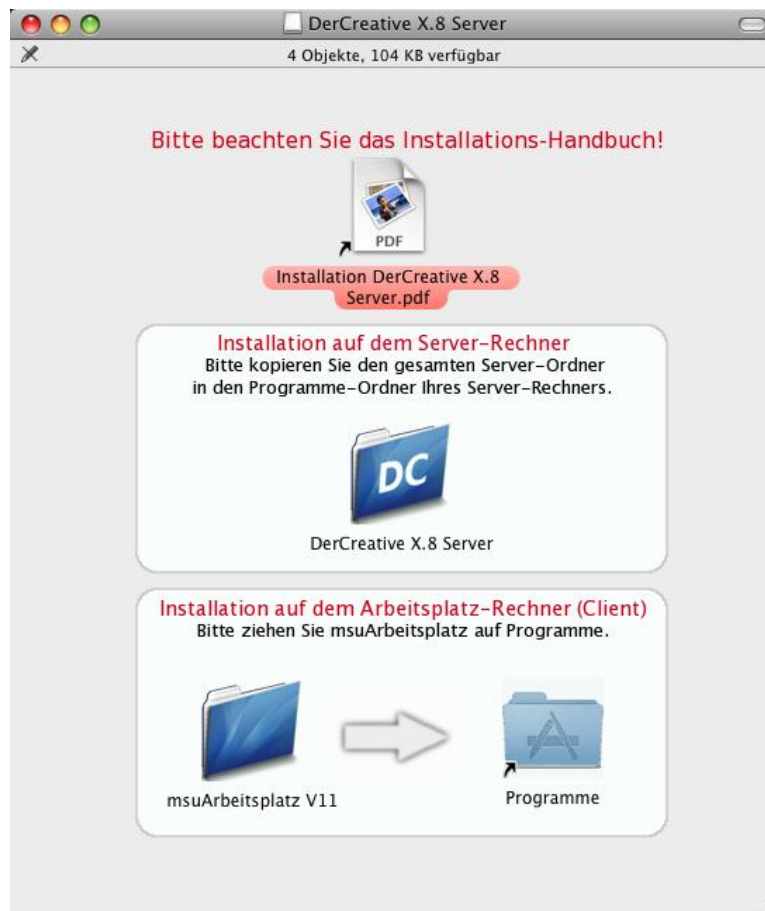 DerCreative X.8 Server
4 Objekte, 104 KB verfügbar
Bitte beachten Sie das Installations-Handbuch!
PDF
Installation DerCreative X.8
Server.pdf
Installation auf dem Server-Rechner
Bitte kopieren Sie den gesamten Server-Ordner
in den Programme-Ordner Ihres Server-Rechners.
DC
DerCreative X.8 Server
Installation auf dem Arbeitsplatz-Rechner (Client)
Bitte ziehen Sie msuArbeitsplatz auf Programme.
msuArbeitsplatz V11
Programme